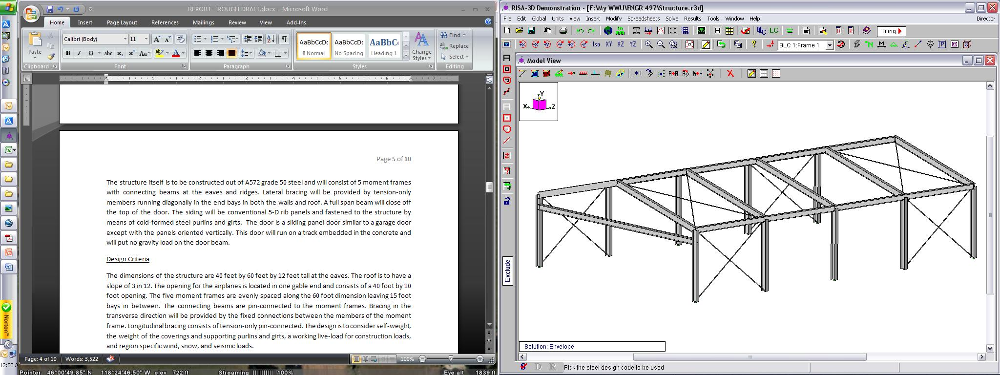 REPORT - ROUGH DRAFT.docx - Microsoft Word
Home Insert Page Layout References Mailings Review View Add-Ins
Calibri (Body) 11
Paste
B I U abc X₂ X² Aa
AaBbCcDc AaBbCcDc AaBbC
¶ Normal No Spacing Heading 1
Change Styles
Find
Replace
Select
Clipboard Font Paragraph Styles Editing
1 2 3 4 5 6 7
Page 5 of 10
The structure itself is to be constructed out of A572 grade 50 steel and will consist of 5 moment frames
with connecting beams at the eaves and ridges. Lateral bracing will be provided by tension-only
members running diagonally in the end bays in both the walls and roof. A full span beam will close off
the top of the door. The siding will be conventional 5-D rib panels and fastened to the structure by
means of cold-formed steel purlins and girts. The door is a sliding panel door similar to a garage door
except with the panels oriented vertically. This door will run on a track embedded in the concrete and
will put no gravity load on the door beam.
Design Criteria
The dimensions of the structure are 40 feet by 60 feet by 12 feet tall at the eaves. The roof is to have a
slope of 3 in 12. The opening for the airplanes is located in one gable end and consists of a 40 foot by 10
foot opening. The five moment frames are evenly spaced along the 60 foot dimension leaving 15 foot
bays in between. The connecting beams are pin-connected to the moment frames. Bracing in the
transverse direction will be provided by the fixed connections between the members of the moment
frame. Longitudinal bracing consists of tension-only pin-connected. The design is to consider self-weight,
the weight of the coverings and supporting purlins and girts, a working live-load for construction loads,
and region specific wind, snow, and seismic loads.
Page: 4 of 10 Words: 3,522 100%
Norton™
12:05 A
Pointer 46°00'49.85" N 118°24'46.50" W elev 722 ft Streaming |||||||||| 100% Eye alt 1839 ft
RISA-3D Demonstration - [F:\My WWU\ENGR 497\Structure.r3d]
File Edit Global Units View Insert Modify Spreadsheets Solve Results Tools Window Help Director
LC = D R Tiling
Iso XY XZ YZ ? BLC 1:Frame 1
Model View
Y
X Z
Exclude
Solution: Envelope
D R Pick the steel design code to be used